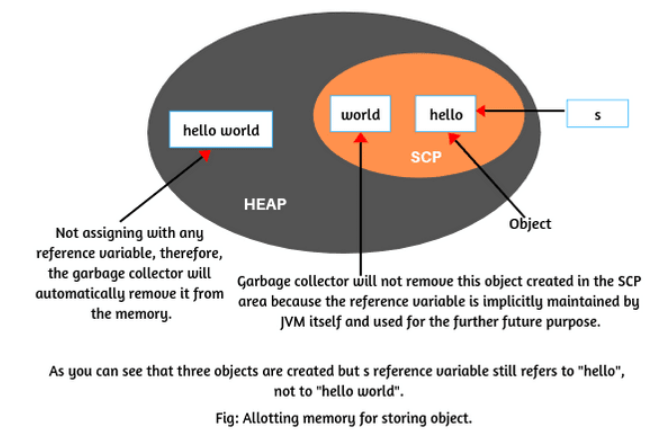 hello world
world
hello
s
SCP
HEAP
Object
Not assigning with any
reference variable, therefore,
the garbage collector will
automatically remove it from
the memory.
Garbage collector will not remove this object created in the SCP
area because the reference variable is implicitly maintained by
JVM itself and used for the further future purpose.
As you can see that three objects are created but s reference variable still refers to "hello",
not to "hello world".
Fig: Allotting memory for storing object.